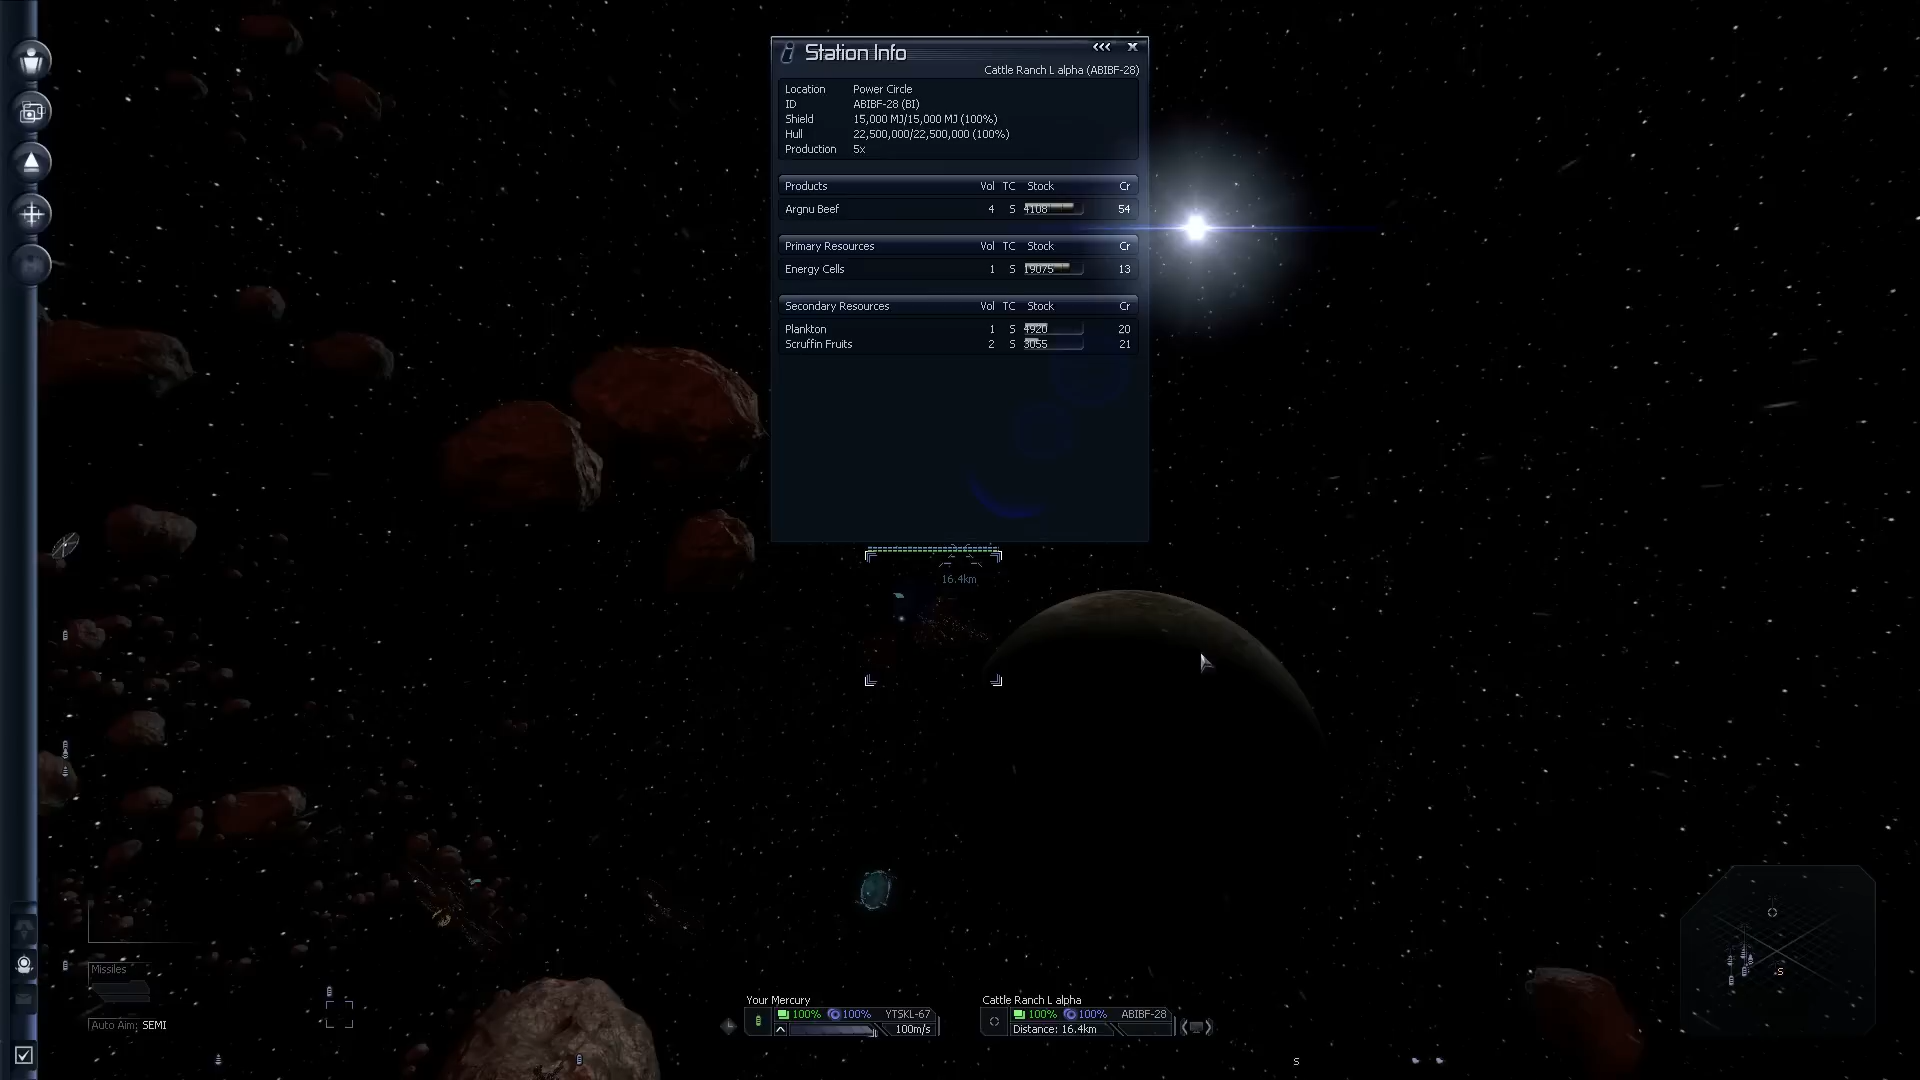 Station Info
Cattle Ranch L alpha (ABIBF-28)
Location Power Circle
ID ABIBF-28 (BI)
Shield 15,000 MJ/15,000 MJ (100%)
Hull 22,500,000/22,500,000 (100%)
Production 5x
Products Vol TC Stock Cr
Argnu Beef 4 S 4108 54
Primary Resources Vol TC Stock Cr
Energy Cells 1 S 19075 13
Secondary Resources Vol TC Stock Cr
Plankton 1 S 4920 20
Scruffin Fruits 2 S 3055 21
16.4km
Missiles
Auto Aim: SEMI
Your Mercury
100% 100% YTSKL-67
100m/s
Cattle Ranch L alpha
100% 100% ABIBF-28
Distance: 16.4km
S
S